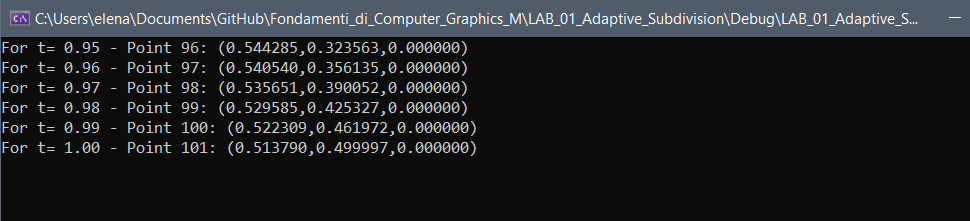 C:\Users\elena\Documents\GitHub\Fondamenti_di_Computer_Graphics_M\LAB_01_Adaptive_Subdivision\Debug\LAB_01_Adaptive_S...
For t= 0.95 - Point 96: (0.544285,0.323563,0.000000)
For t= 0.96 - Point 97: (0.540540,0.356135,0.000000)
For t= 0.97 - Point 98: (0.535651,0.390052,0.000000)
For t= 0.98 - Point 99: (0.529585,0.425327,0.000000)
For t= 0.99 - Point 100: (0.522309,0.461972,0.000000)
For t= 1.00 - Point 101: (0.513790,0.499997,0.000000)